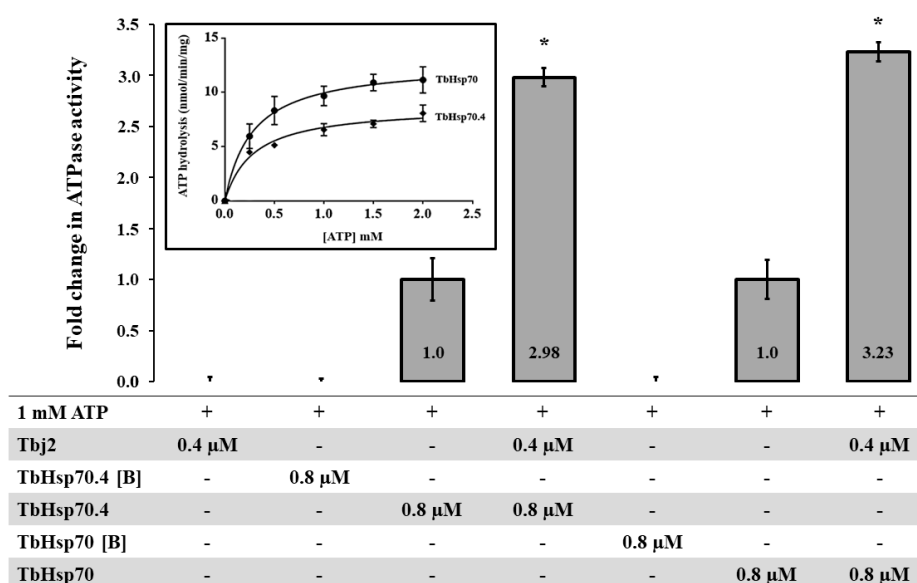 Fold change in ATPase activity
3.5
3.0
2.5
2.0
1.5
1.0
0.5
0.0
ATP hydrolysis (nmol/min/mg)
15
10
5
0
0.0 0.5 1.0 1.5 2.0 2.5
[ATP] mM
TbHsp70
TbHsp70.4
* *
1.0 2.98 1.0 3.23
1 mM ATP + + + + + + +
Tbj2 0.4 μM - - 0.4 μM - - 0.4 μM
TbHsp70.4 [B] - 0.8 μM - - - - -
TbHsp70.4 - - 0.8 μM 0.8 μM - - -
TbHsp70 [B] - - - - 0.8 μM - -
TbHsp70 - - - - - 0.8 μM 0.8 μM